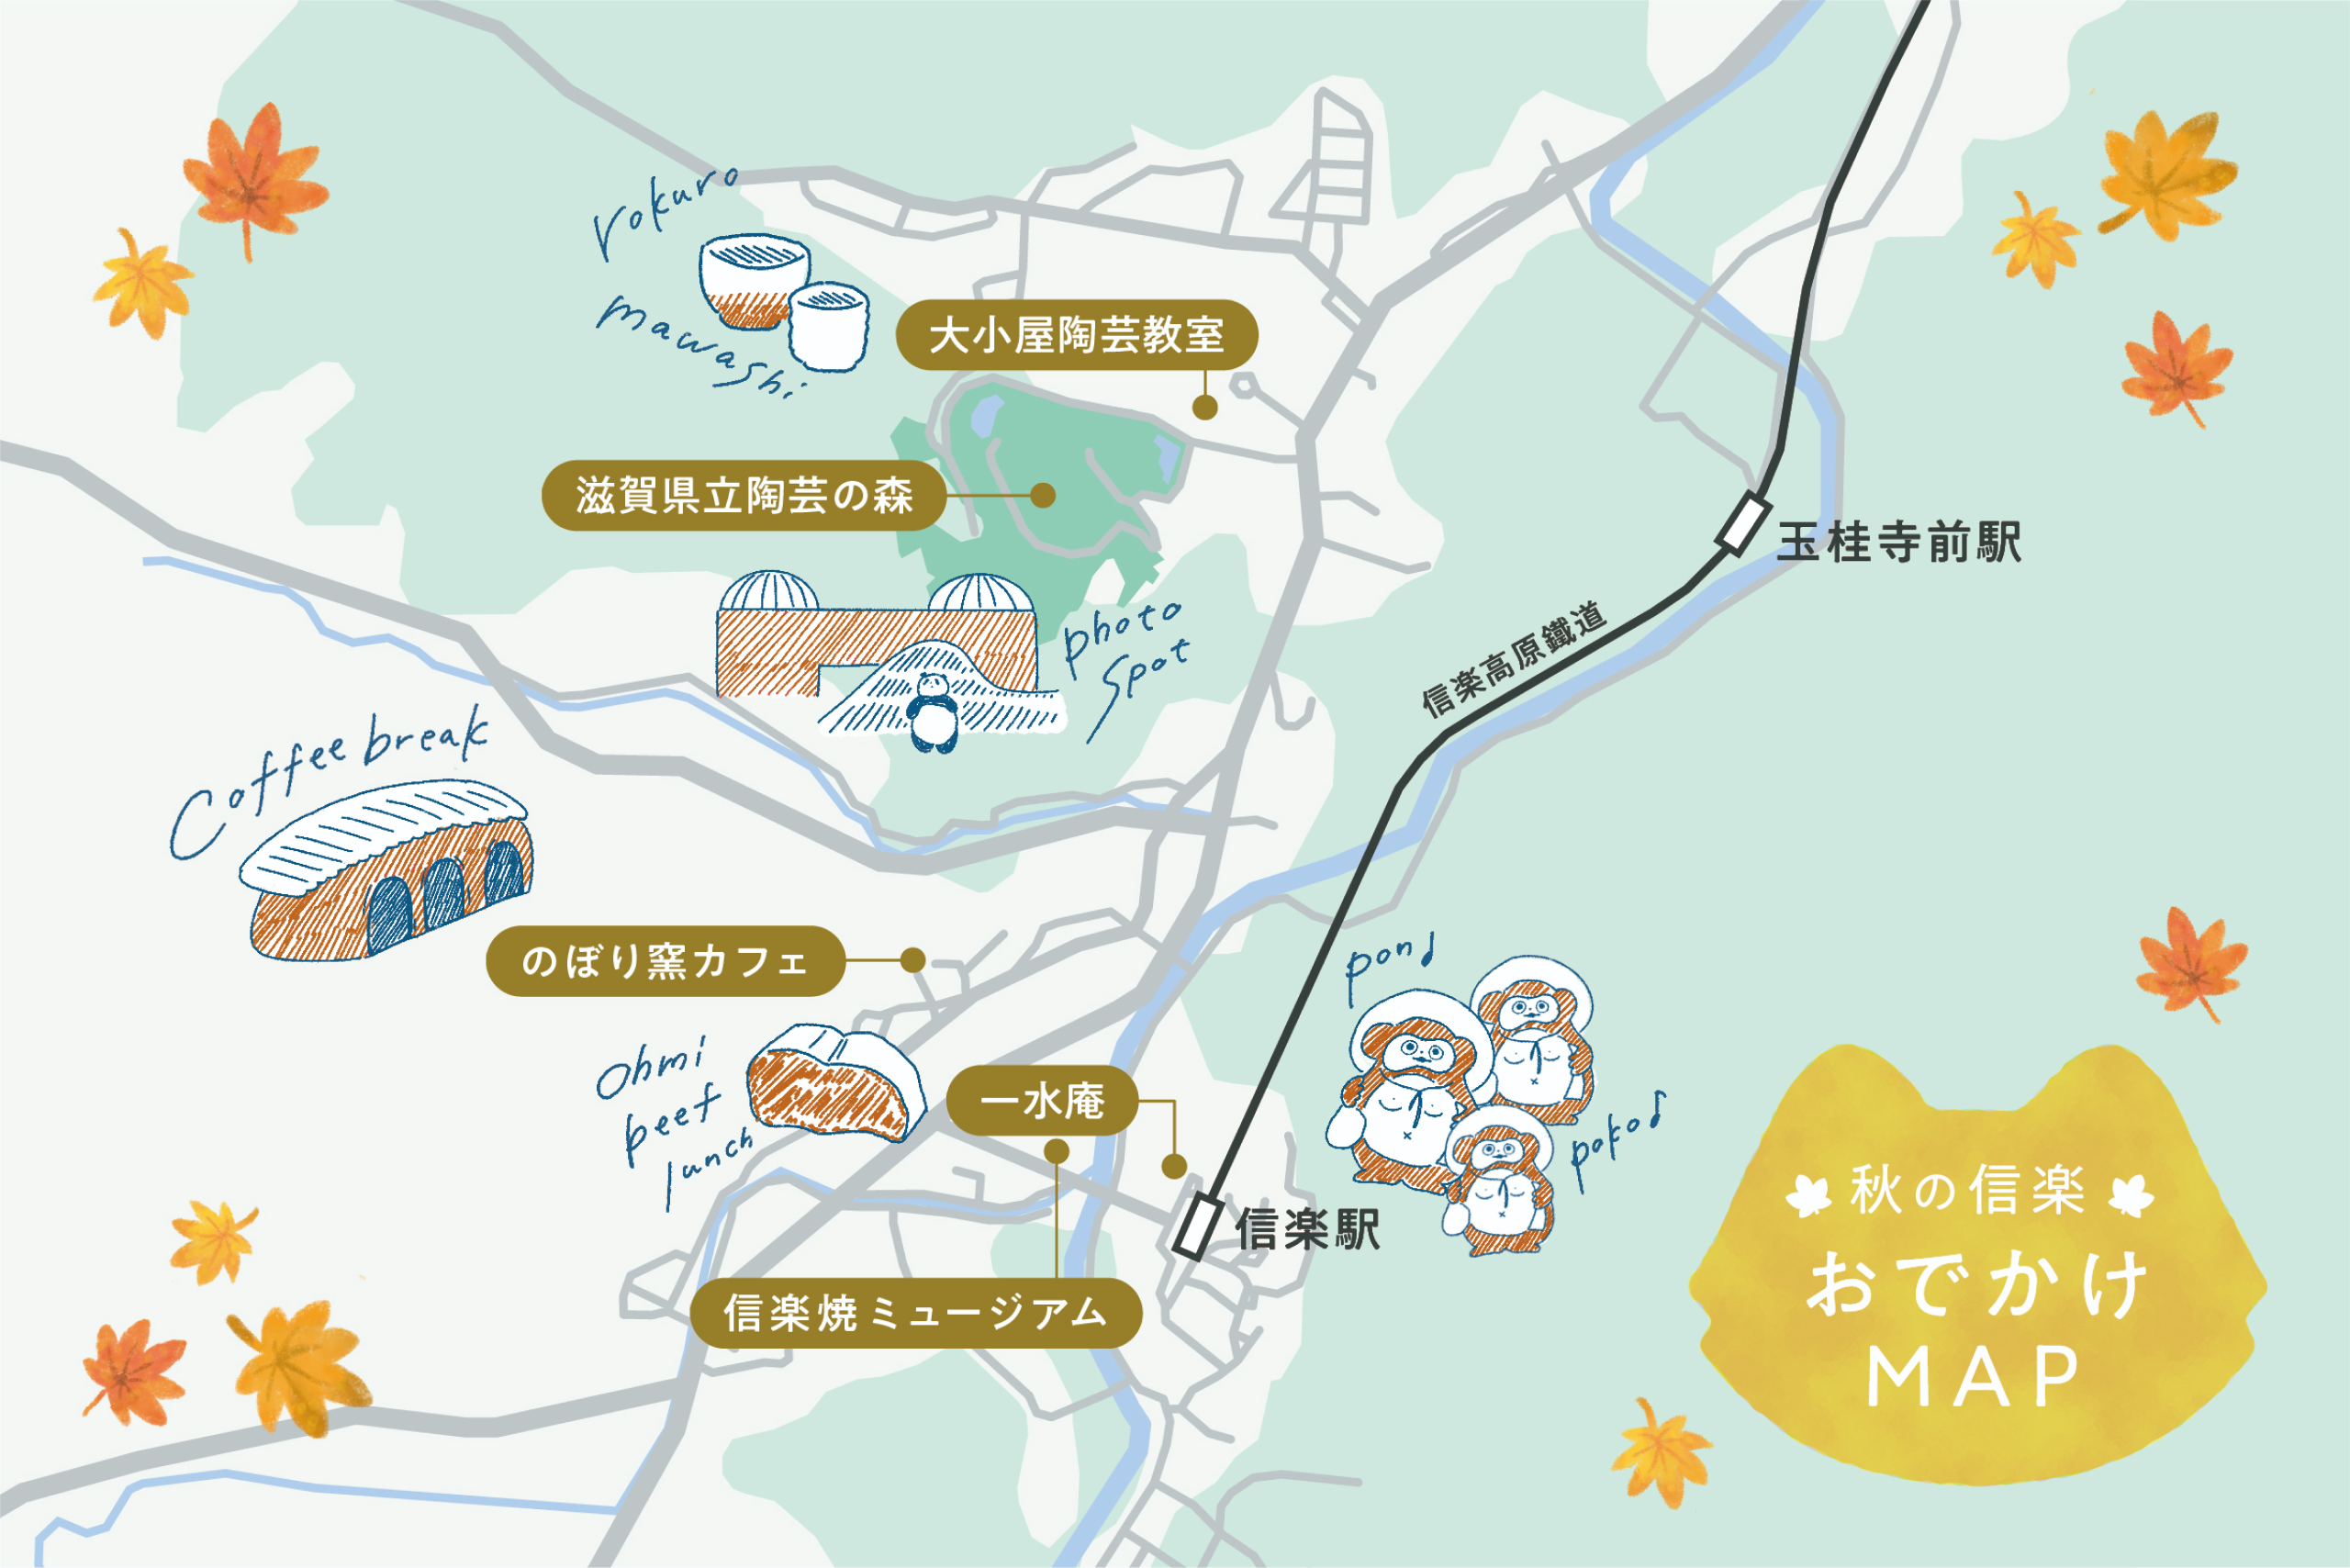 rokuro
mawashi
大小屋陶芸教室
滋賀県立陶芸の森
玉桂寺前駅
信楽高原鐵道
photo
spot
Coffee break
のぼり窯カフェ
pon♩
Ohmi
beef
lunch
一水庵
poko♪
信楽駅
信楽焼ミュージアム
秋の信楽
おでかけ
MAP